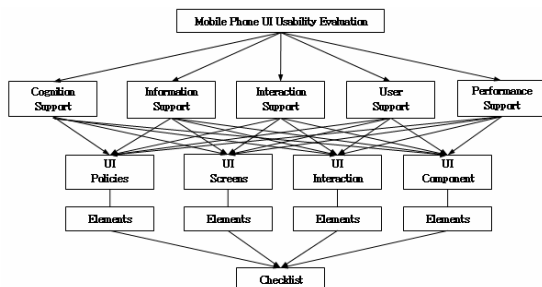 Mobile Phone UI Usability Evaluation
Cognition
Support
Information
Support
Interaction
Support
User
Support
Performance
Support
UI
Policies
UI
Screens
UI
Interaction
UI
Component
Elements
Elements
Elements
Elements
Checklist